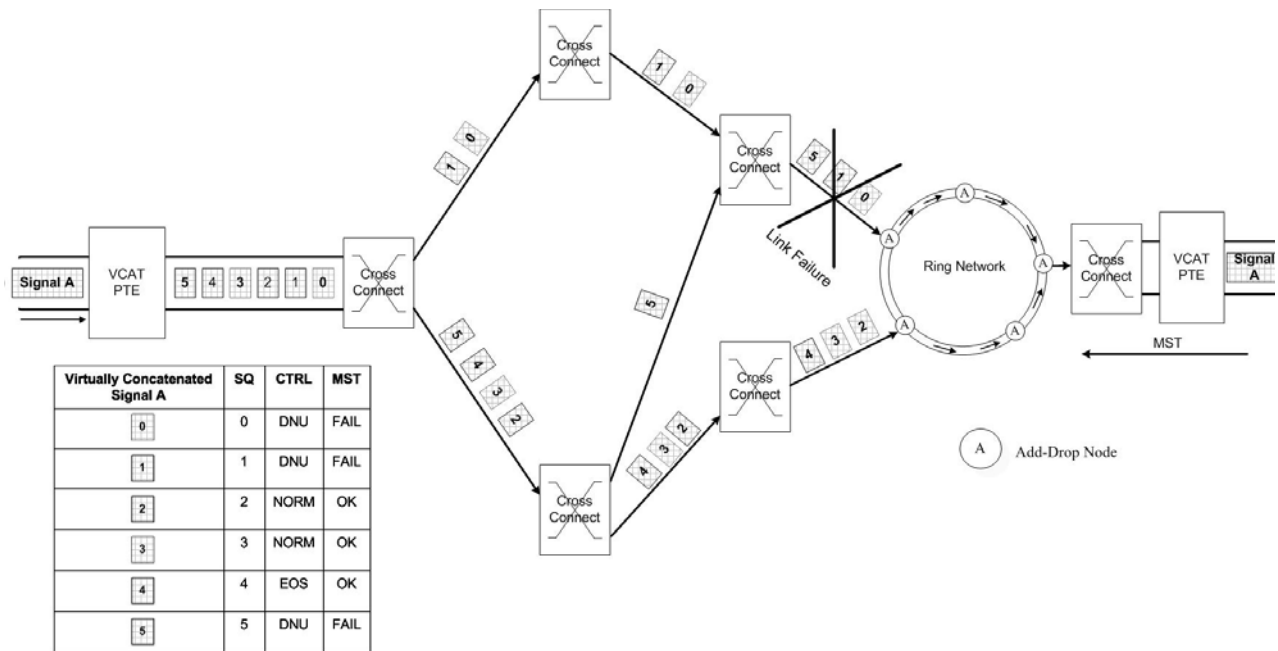 Cross
Connect
1 0
1 0
Cross
Connect
5 1 0
Link Failure
Signal A
VCAT
PTE
5 4 3 2 1 0
Cross
Connect
5
5 4 3 2
A
A
A
A
A
Ring Network
Cross
Connect
VCAT
PTE
Signal
A
MST
4 3 2
Cross
Connect
4 3 2
Cross
Connect
A Add-Drop Node
Virtually Concatenated Signal A SQ CTRL MST
0 0 DNU FAIL
1 1 DNU FAIL
2 2 NORM OK
3 3 NORM OK
4 4 EOS OK
5 5 DNU FAIL